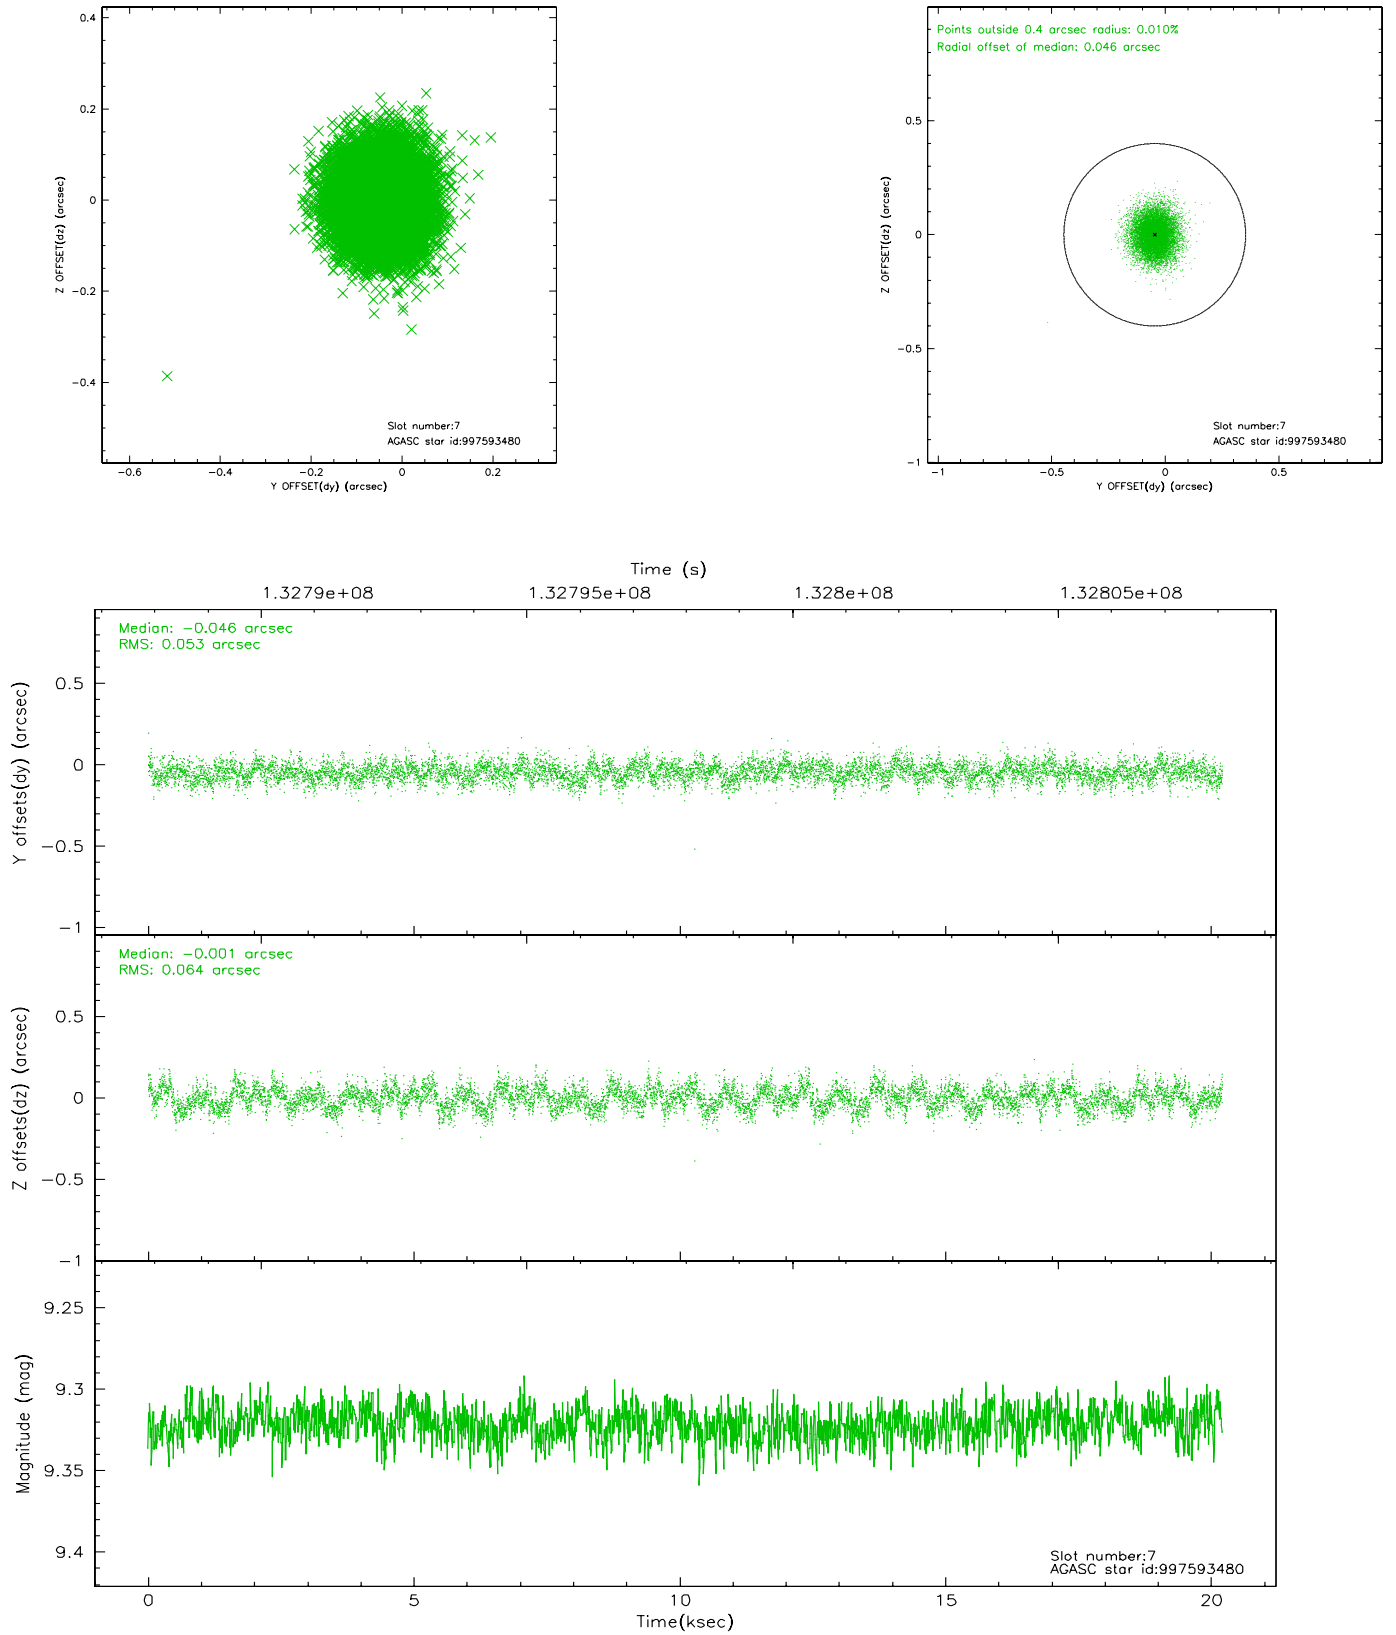 0.4
0.2
0
−0.2
−0.4
Z OFFSET(dz) (arcsec)
Slot number:7
AGASC star id:997593480
−0.6
−0.4
−0.2
0
0.2
Y OFFSET(dy) (arcsec)
Points outside 0.4 arcsec radius: 0.010%
Radial offset of median: 0.046 arcsec
0.5
0
−0.5
−1
Z OFFSET(dz) (arcsec)
Slot number:7
AGASC star id:997593480
−1
−0.5
0
0.5
Y OFFSET(dy) (arcsec)
Time (s)
1.3279e+08
1.32795e+08
1.328e+08
1.32805e+08
Median: −0.046 arcsec
RMS: 0.053 arcsec
0.5
0
−0.5
−1
Y offsets(dy) (arcsec)
Median: −0.001 arcsec
RMS: 0.064 arcsec
0.5
0
−0.5
−1
Z offsets(dz) (arcsec)
9.25
9.3
9.35
9.4
Magnitude (mag)
Slot number:7
AGASC star id:997593480
0
5
10
15
20
Time(ksec)